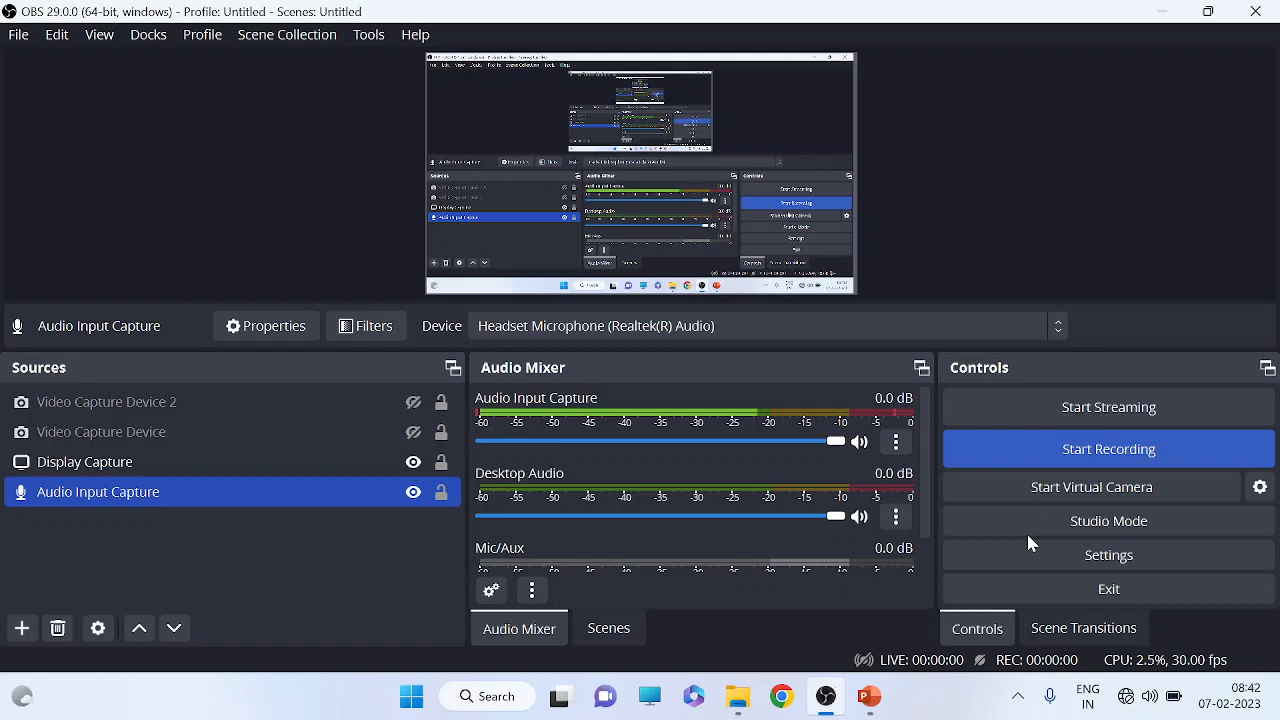 OBS 29.0.0 (64-bit, windows) - Profile: Untitled - Scenes: Untitled
File Edit View Docks Profile Scene Collection Tools Help
Audio Input Capture Properties Filters Device Headset Microphone (Realtek(R) Audio)
Sources
Video Capture Device 2
Video Capture Device
Display Capture
Audio Input Capture
Audio Mixer
Audio Input Capture 0.0 dB
-60 -55 -50 -45 -40 -35 -30 -25 -20 -15 -10 -5 0
Desktop Audio 0.0 dB
-60 -55 -50 -45 -40 -35 -30 -25 -20 -15 -10 -5 0
Mic/Aux 0.0 dB
Audio Mixer Scenes
Controls
Start Streaming
Start Recording
Start Virtual Camera
Studio Mode
Settings
Exit
Controls Scene Transitions
LIVE: 00:00:00 REC: 00:00:00 CPU: 2.5%, 30.00 fps
Search
ENG
IN
08:42
07-02-2023